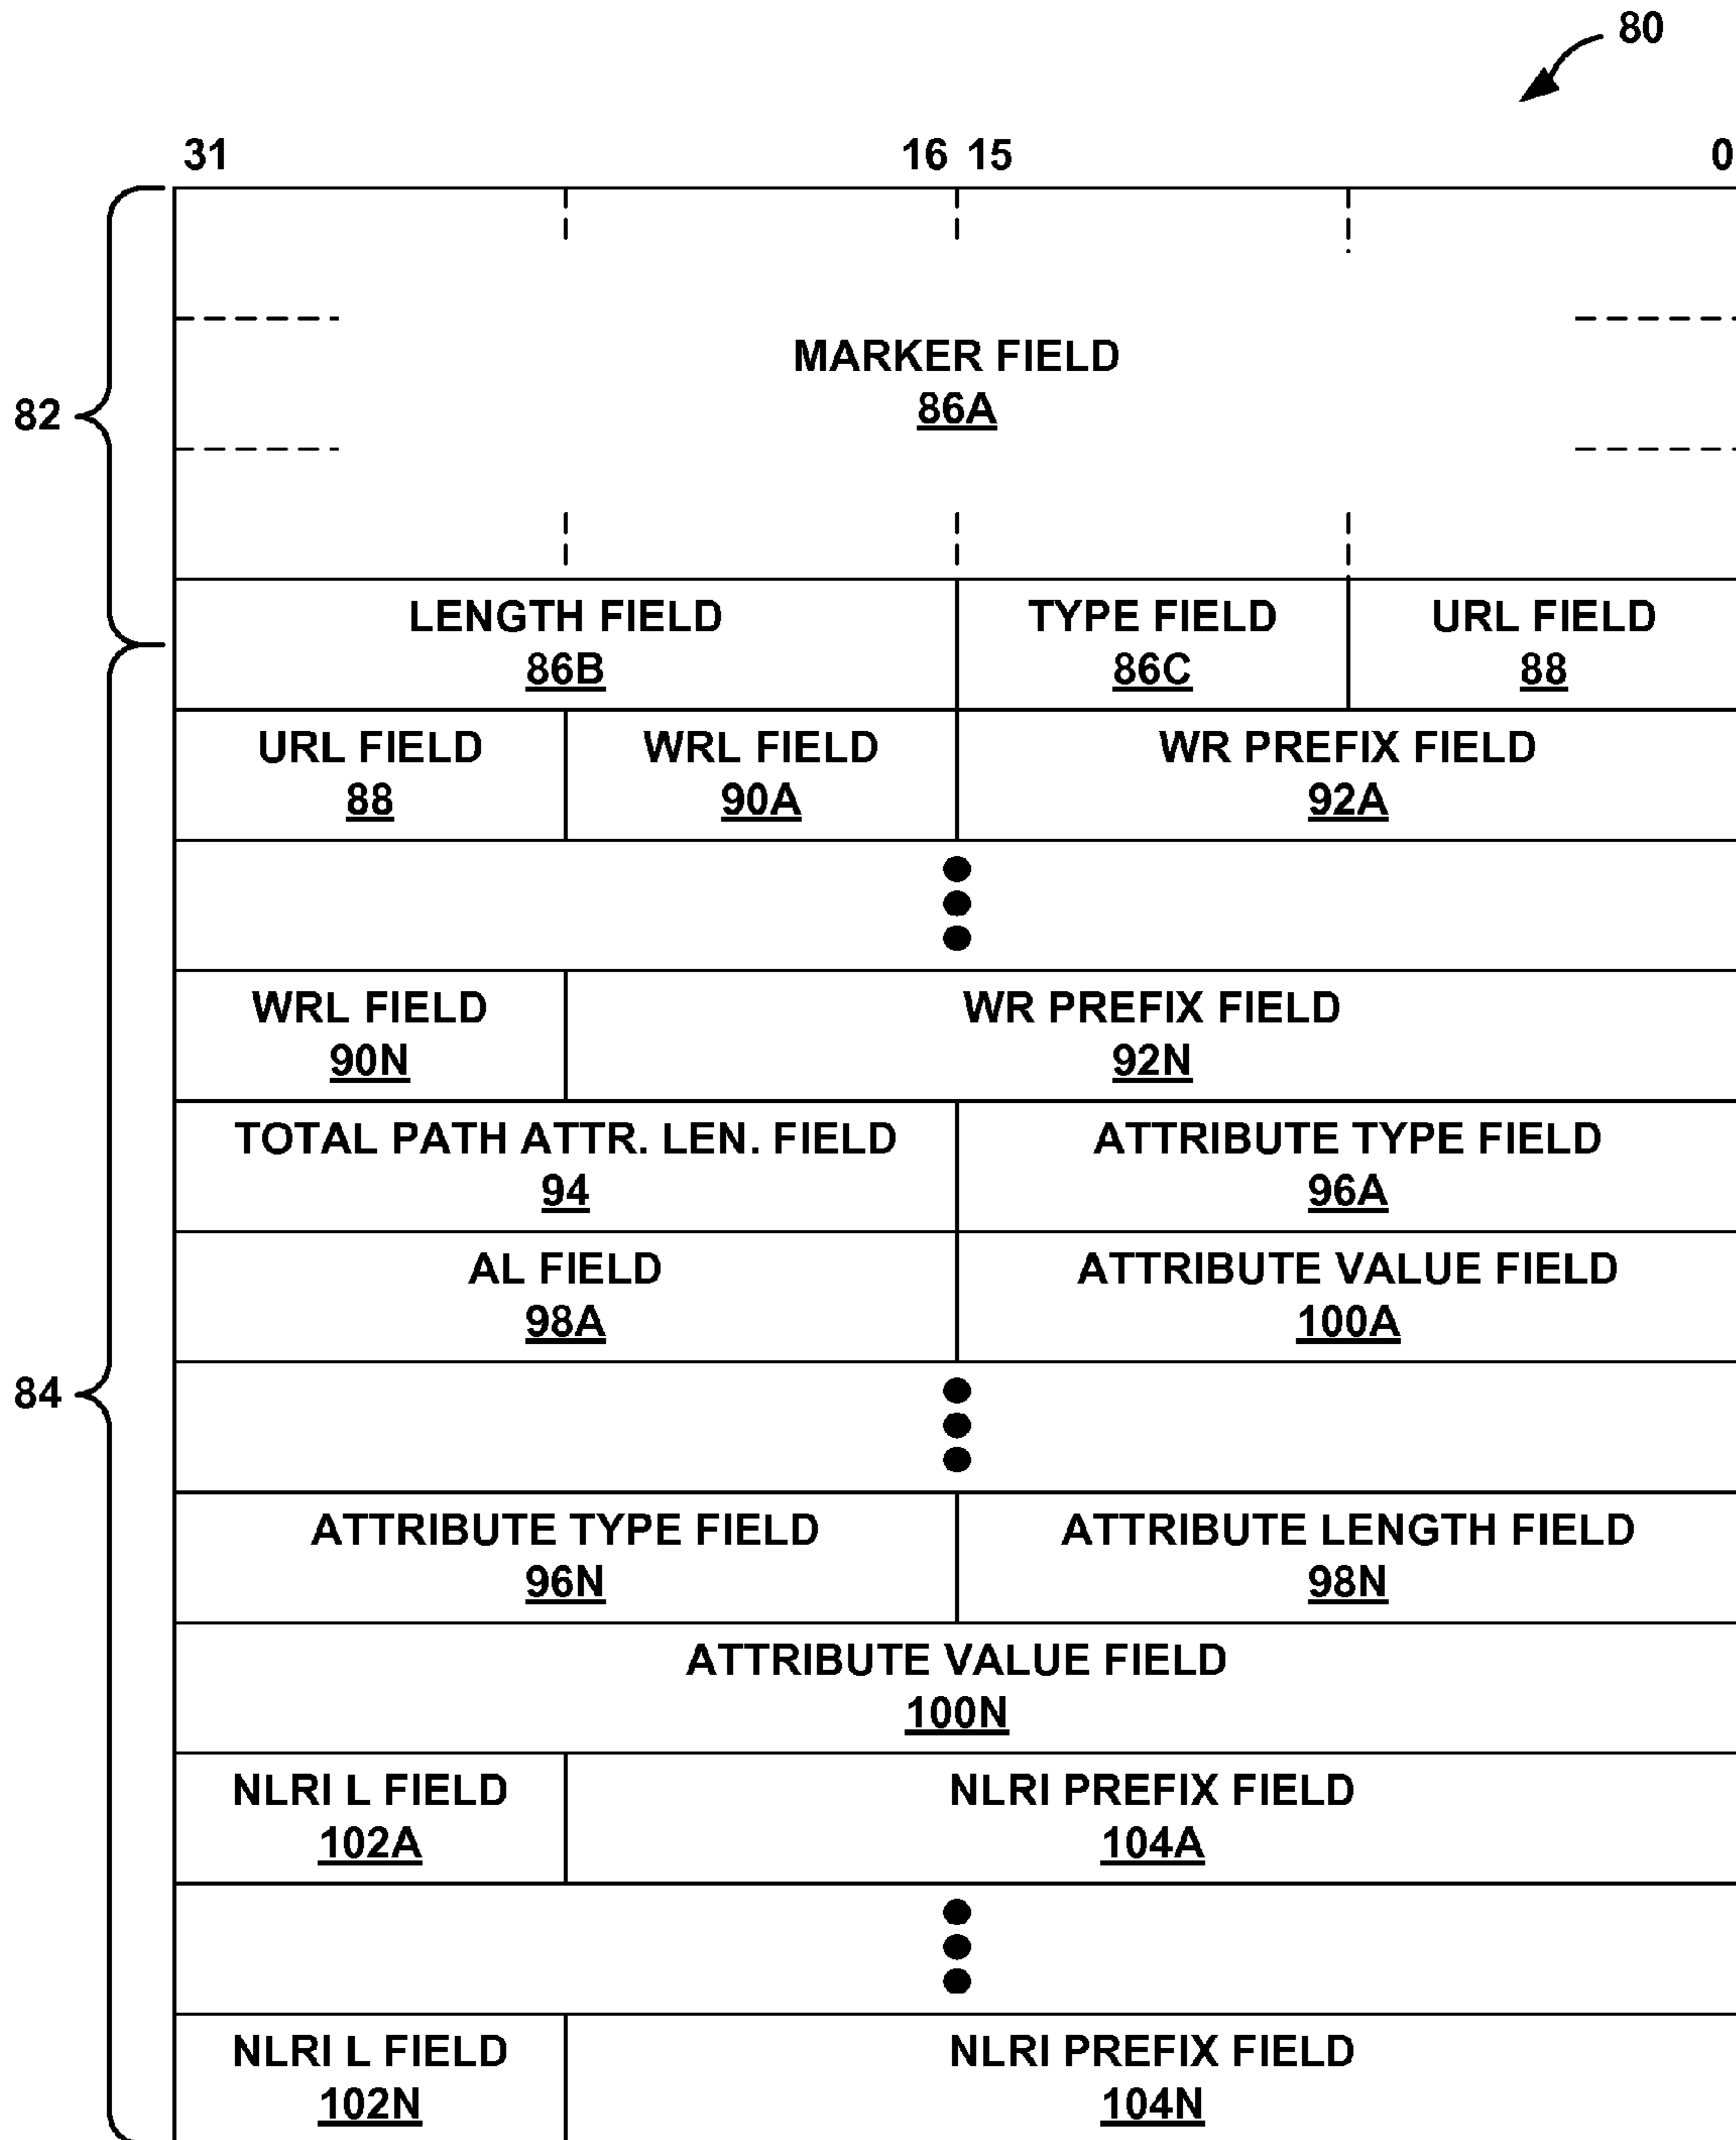 80
31 16 15 0
MARKER FIELD
86A
82
LENGTH FIELD TYPE FIELD URL FIELD
86B 86C 88
URL FIELD WRL FIELD WR PREFIX FIELD
88 90A 92A
WRL FIELD WR PREFIX FIELD
90N 92N
TOTAL PATH ATTR. LEN. FIELD ATTRIBUTE TYPE FIELD
94 96A
AL FIELD ATTRIBUTE VALUE FIELD
98A 100A
84
ATTRIBUTE TYPE FIELD ATTRIBUTE LENGTH FIELD
96N 98N
ATTRIBUTE VALUE FIELD
100N
NLRI L FIELD NLRI PREFIX FIELD
102A 104A
NLRI L FIELD NLRI PREFIX FIELD
102N 104N